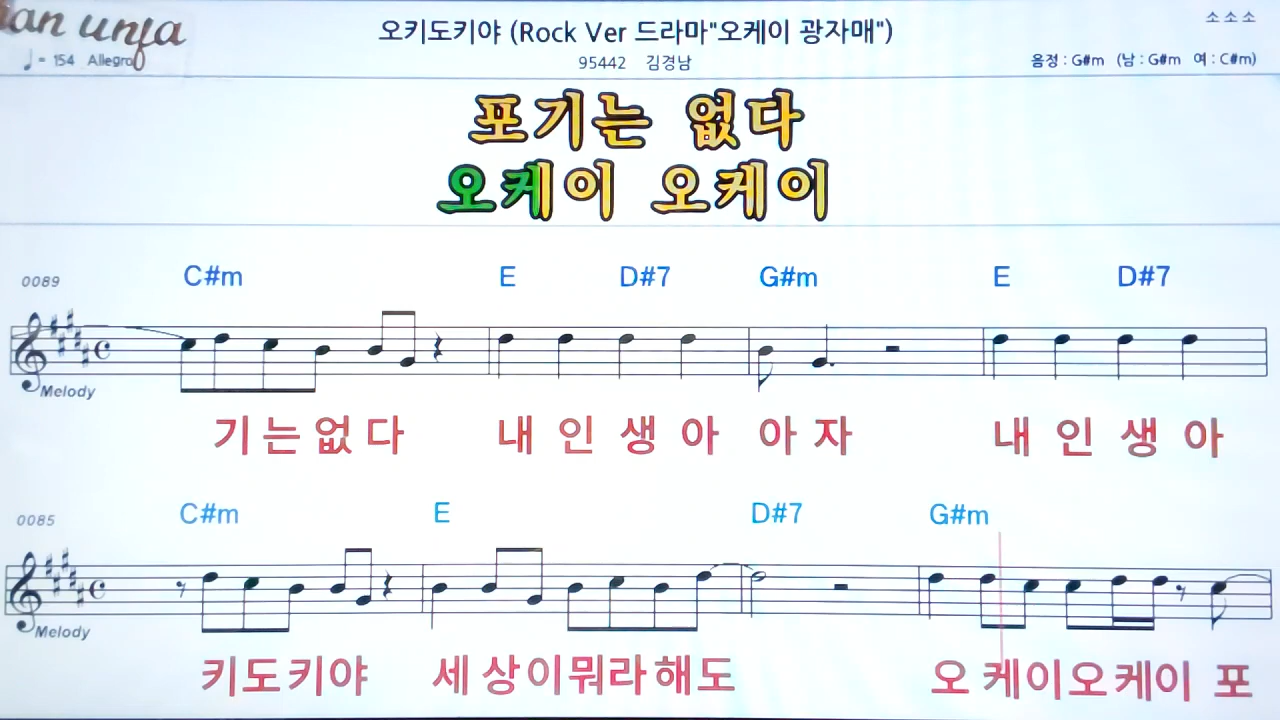 오키도키야 (Rock Ver 드라마"오케이 광자매")
소소소
♩= 154 Allegro
95442 김경남
음정 : G#m (남 : G#m 여 : C#m)
포기는 없다
오케이 오케이
0089
C#m E D#7 G#m E D#7
Melody
기는없다 내인생아 아자 내인생아
0085
C#m E D#7 G#m
Melody
키도키야 세상이뭐라해도 오케이오케이 포